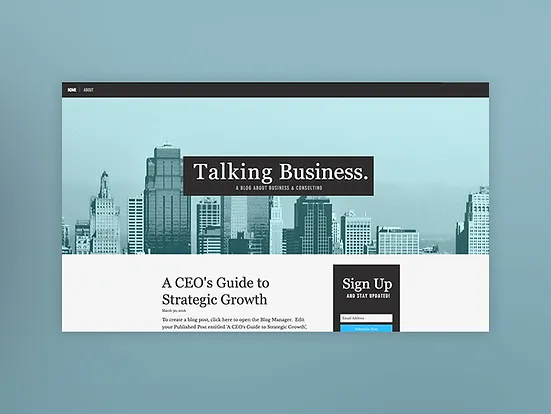 HOME | ABOUT
Talking Business.
A BLOG ABOUT BUSINESS & CONSULTING
A CEO's Guide to
Strategic Growth
March 30, 2016
To create a blog post, click here to open the Blog Manager. Edit
your Published Post entitled 'A CEO's Guide to Strategic Growth',
Sign Up
AND STAY UPDATED!
Email Address
Subscribe Now